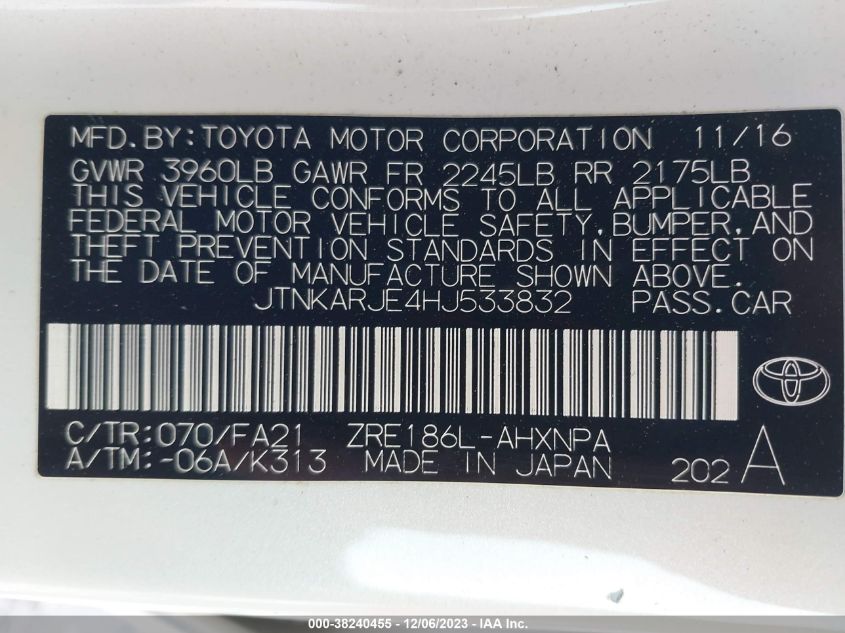 MFD.BY:TOYOTA MOTOR CORPORATION 11/16
GVWR 3960LB GAWR FR 2245LB RR 2175LB
THIS VEHICLE CONFORMS TO ALL APPLICABLE
FEDERAL MOTOR VEHICLE SAFETY,BUMPER,AND
THEFT PREVENTION STANDARDS IN EFFECT ON
THE DATE OF MANUFACTURE SHOWN ABOVE.
JTNKARJE4HJ533832 PASS.CAR
C/TR:070/FA21 ZRE186L-AHXNPA
A/TM:-06A/K313 MADE IN JAPAN 202 A
000-38240455 - 12/06/2023 - IAA Inc.